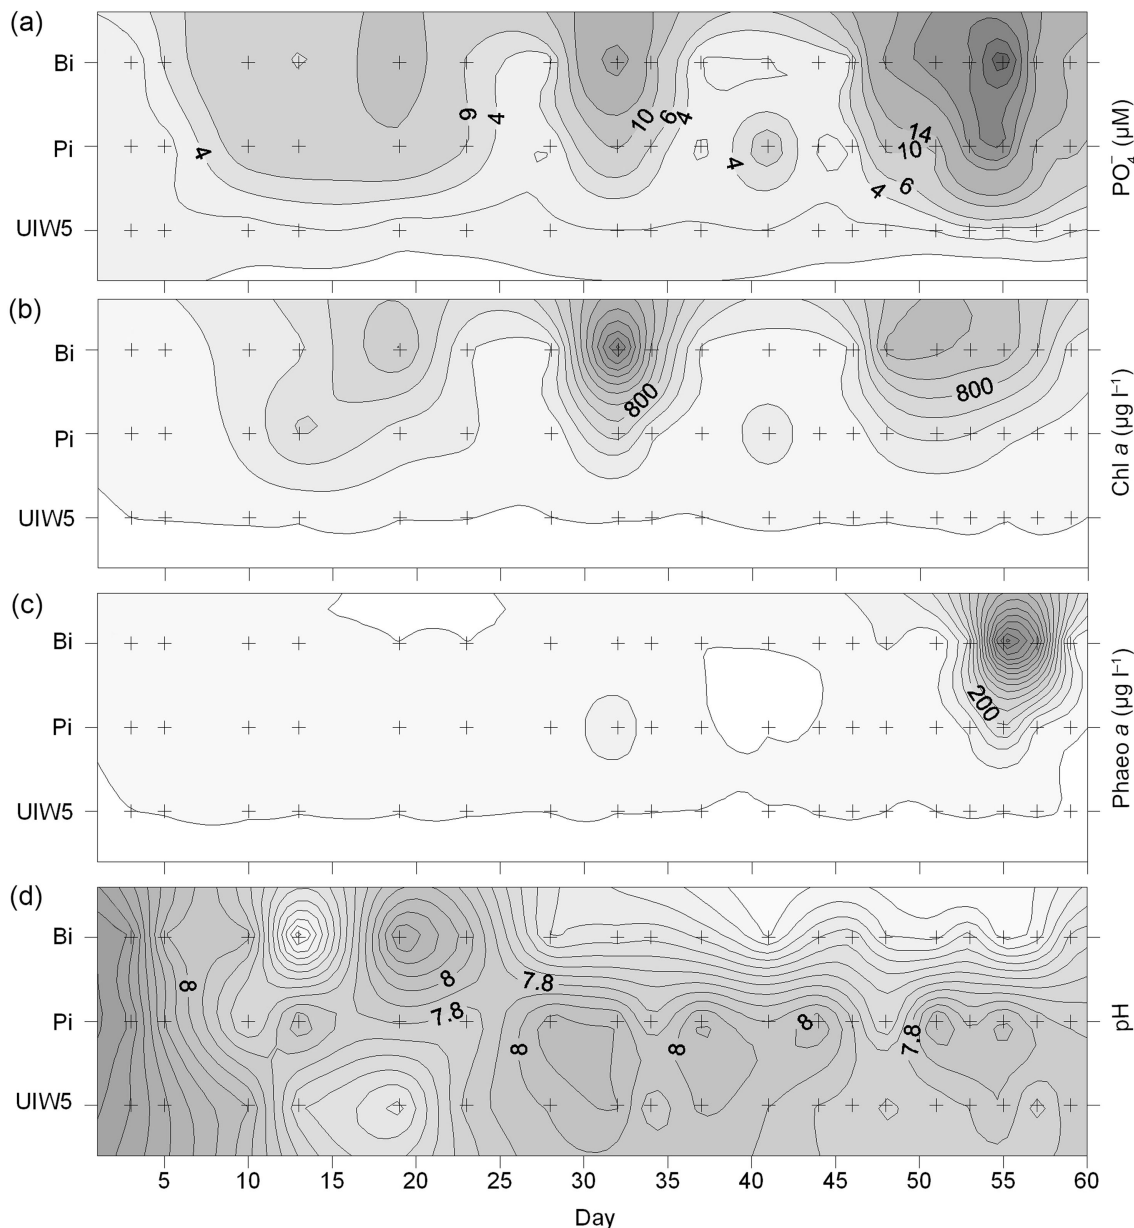 (a)
Bi
Pi
UIW5
4
6
4
10
6
4
4
14
10
4
6
PO4− (µM)
(b)
Bi
Pi
UIW5
800
800
Chl a (µg l–1)
(c)
Bi
Pi
UIW5
200
Phaeo a (µg l–1)
(d)
Bi
Pi
UIW5
8
8
7.8
7.8
8
8
8
7.8
pH
5 10 15 20 25 30 35 40 45 50 55 60
Day